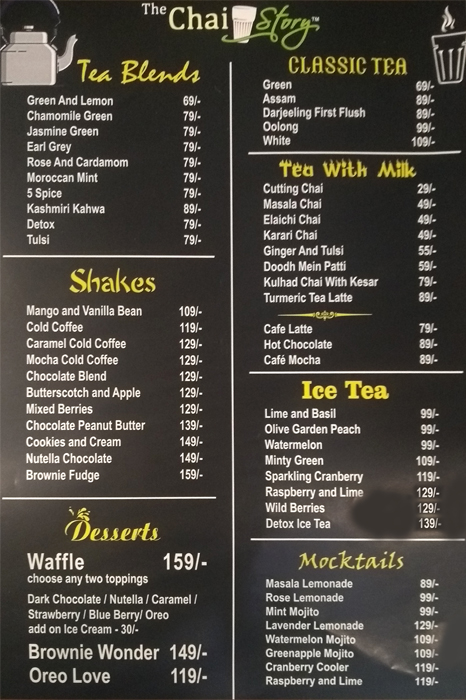 The Chai Story™
Tea Blends
Green And Lemon 69/-
Chamomile Green 79/-
Jasmine Green 79/-
Earl Grey 79/-
Rose And Cardamom 79/-
Moroccan Mint 79/-
5 Spice 79/-
Kashmiri Kahwa 89/-
Detox 79/-
Tulsi 79/-
Shakes
Mango and Vanilla Bean 109/-
Cold Coffee 119/-
Caramel Cold Coffee 129/-
Mocha Cold Coffee 129/-
Chocolate Blend 129/-
Butterscotch and Apple 129/-
Mixed Berries 129/-
Chocolate Peanut Butter 139/-
Cookies and Cream 149/-
Nutella Chocolate 149/-
Brownie Fudge 159/-
Desserts
Waffle 159/-
choose any two toppings
Dark Chocolate / Nutella / Caramel /
Strawberry / Blue Berry/ Oreo
add on Ice Cream - 30/-
Brownie Wonder 149/-
Oreo Love 119/-
CLASSIC TEA
Green 69/-
Assam 89/-
Darjeeling First Flush 89/-
Oolong 99/-
White 109/-
Tea With Milk
Cutting Chai 29/-
Masala Chai 49/-
Elaichi Chai 49/-
Karari Chai 49/-
Ginger And Tulsi 55/-
Doodh Mein Patti 59/-
Kulhad Chai With Kesar 79/-
Turmeric Tea Latte 89/-
Cafe Latte 79/-
Hot Chocolate 89/-
Café Mocha 89/-
Ice Tea
Lime and Basil 99/-
Olive Garden Peach 99/-
Watermelon 99/-
Minty Green 109/-
Sparkling Cranberry 119/-
Raspberry and Lime 129/-
Wild Berries 129/-
Detox Ice Tea 139/-
Mocktails
Masala Lemonade 89/-
Rose Lemonade 99/-
Mint Mojito 99/-
Lavender Lemonade 129/-
Watermelon Mojito 109/-
Greenapple Mojito 109/-
Cranberry Cooler 119/-
Raspberry and Lime 119/-